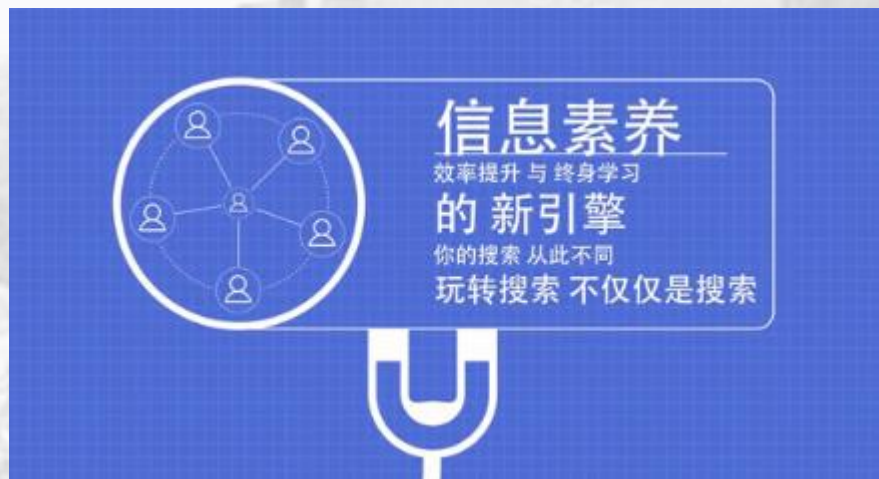 信息素养
效率提升 与 终身学习
的 新引擎
你的搜索 从此不同
玩转搜索 不仅仅是搜索